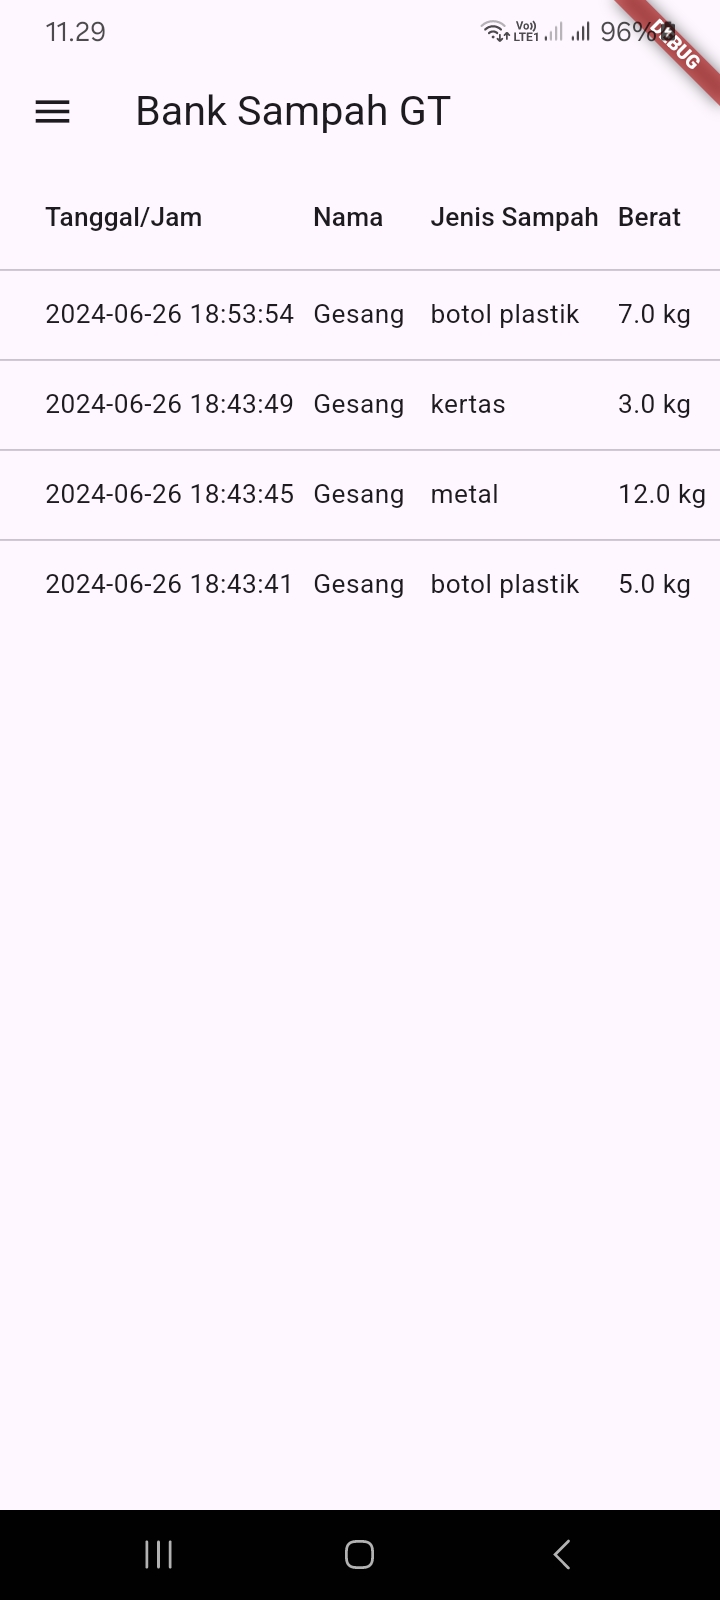 11.29 Vo)) LTE1 96%
DEBUG
Bank Sampah GT
Tanggal/Jam Nama Jenis Sampah Berat
2024-06-26 18:53:54 Gesang botol plastik 7.0 kg
2024-06-26 18:43:49 Gesang kertas 3.0 kg
2024-06-26 18:43:45 Gesang metal 12.0 kg
2024-06-26 18:43:41 Gesang botol plastik 5.0 kg